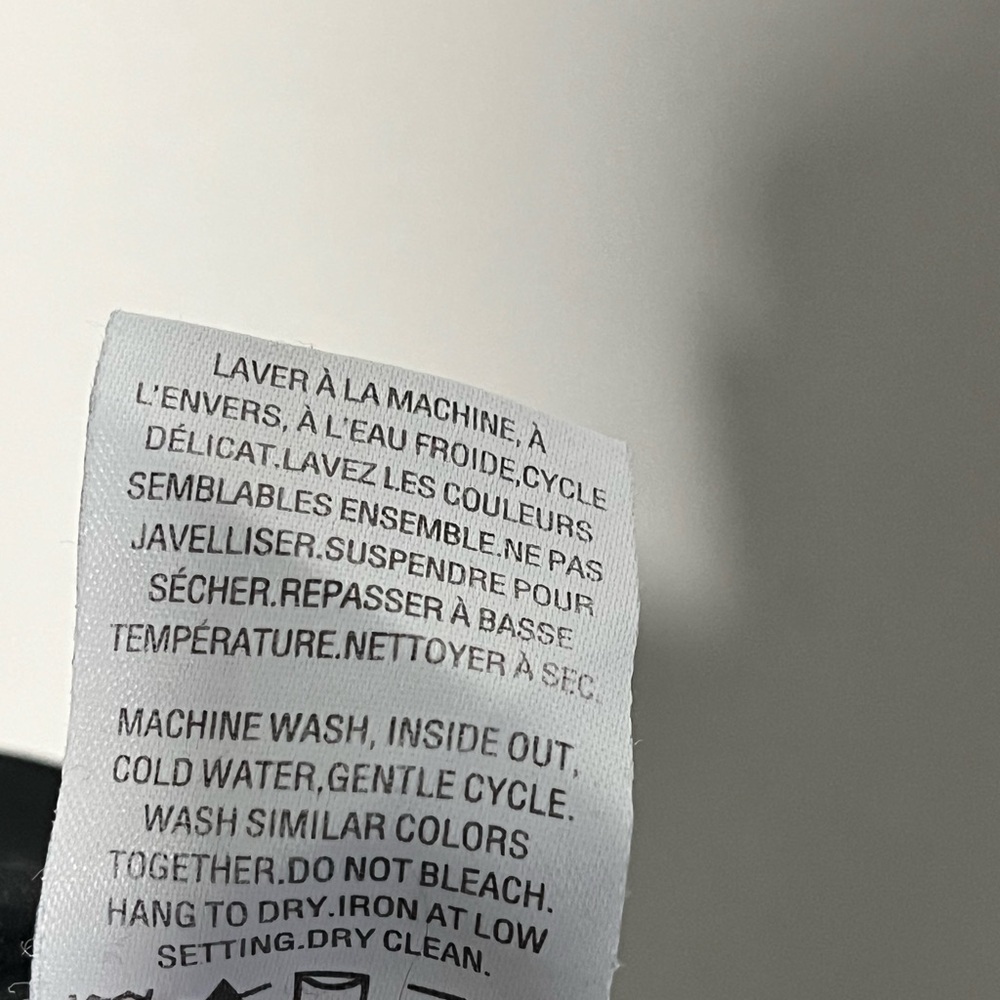 LAVER À LA MACHINE, À
L'ENVERS, À L'EAU FROIDE,CYCLE
DÉLICAT.LAVEZ LES COULEURS
SEMBLABLES ENSEMBLE.NE PAS
JAVELLISER.SUSPENDRE POUR
SÉCHER.REPASSER À BASSE
TEMPÉRATURE.NETTOYER À SEC.
MACHINE WASH, INSIDE OUT,
COLD WATER,GENTLE CYCLE.
WASH SIMILAR COLORS
TOGETHER.DO NOT BLEACH.
HANG TO DRY.IRON AT LOW
SETTING.DRY CLEAN.